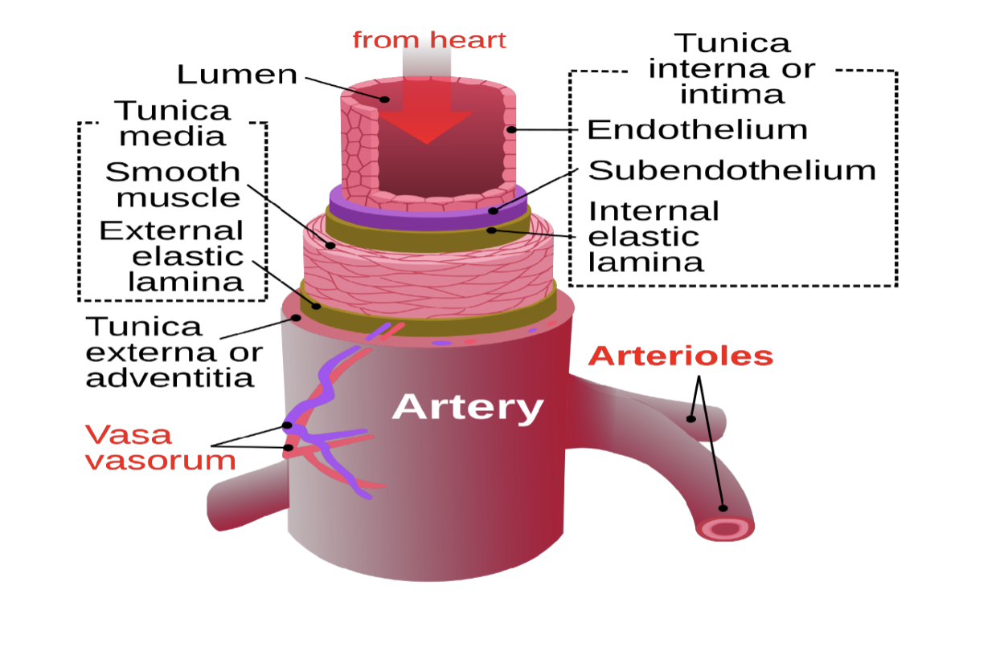 from heart
Lumen
Tunica
media
Smooth
muscle
External
elastic
lamina
Tunica
externa or
adventitia
Vasa
vasorum
Tunica
interna or
intima
Endothelium
Subendothelium
Internal
elastic
lamina
Artery
Arterioles